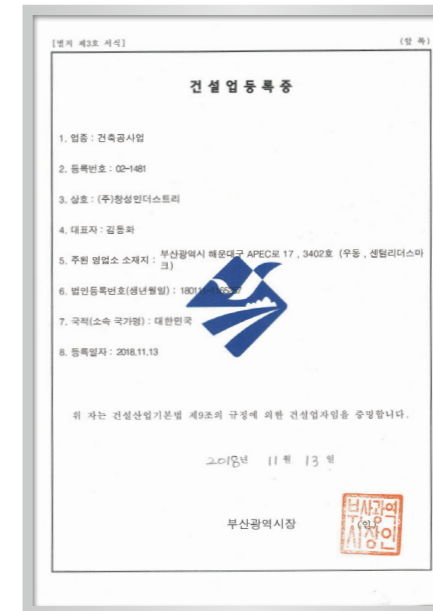 [별지 제3호 서식] (앞 쪽)
건설업등록증
1. 업종 : 건축공사업
2. 등록번호 : 02-1481
3. 상호 : (주)창성인더스트리
4. 대표자 : 김동화
5. 주된 영업소 소재지 : 부산광역시 해운대구 APEC로 17 , 3402호 (우동 , 센텀리더스마
크)
6. 법인등록번호(생년월일) :
7. 국적(소속 국가명) : 대한민국
8. 등록일자 : 2018.11.13
위 자는 건설산업기본법 제9조의 규정에 의한 건설업자임을 증명합니다.
2018년 11월 13일
부산광역시장 (인)
부산광역
시장인